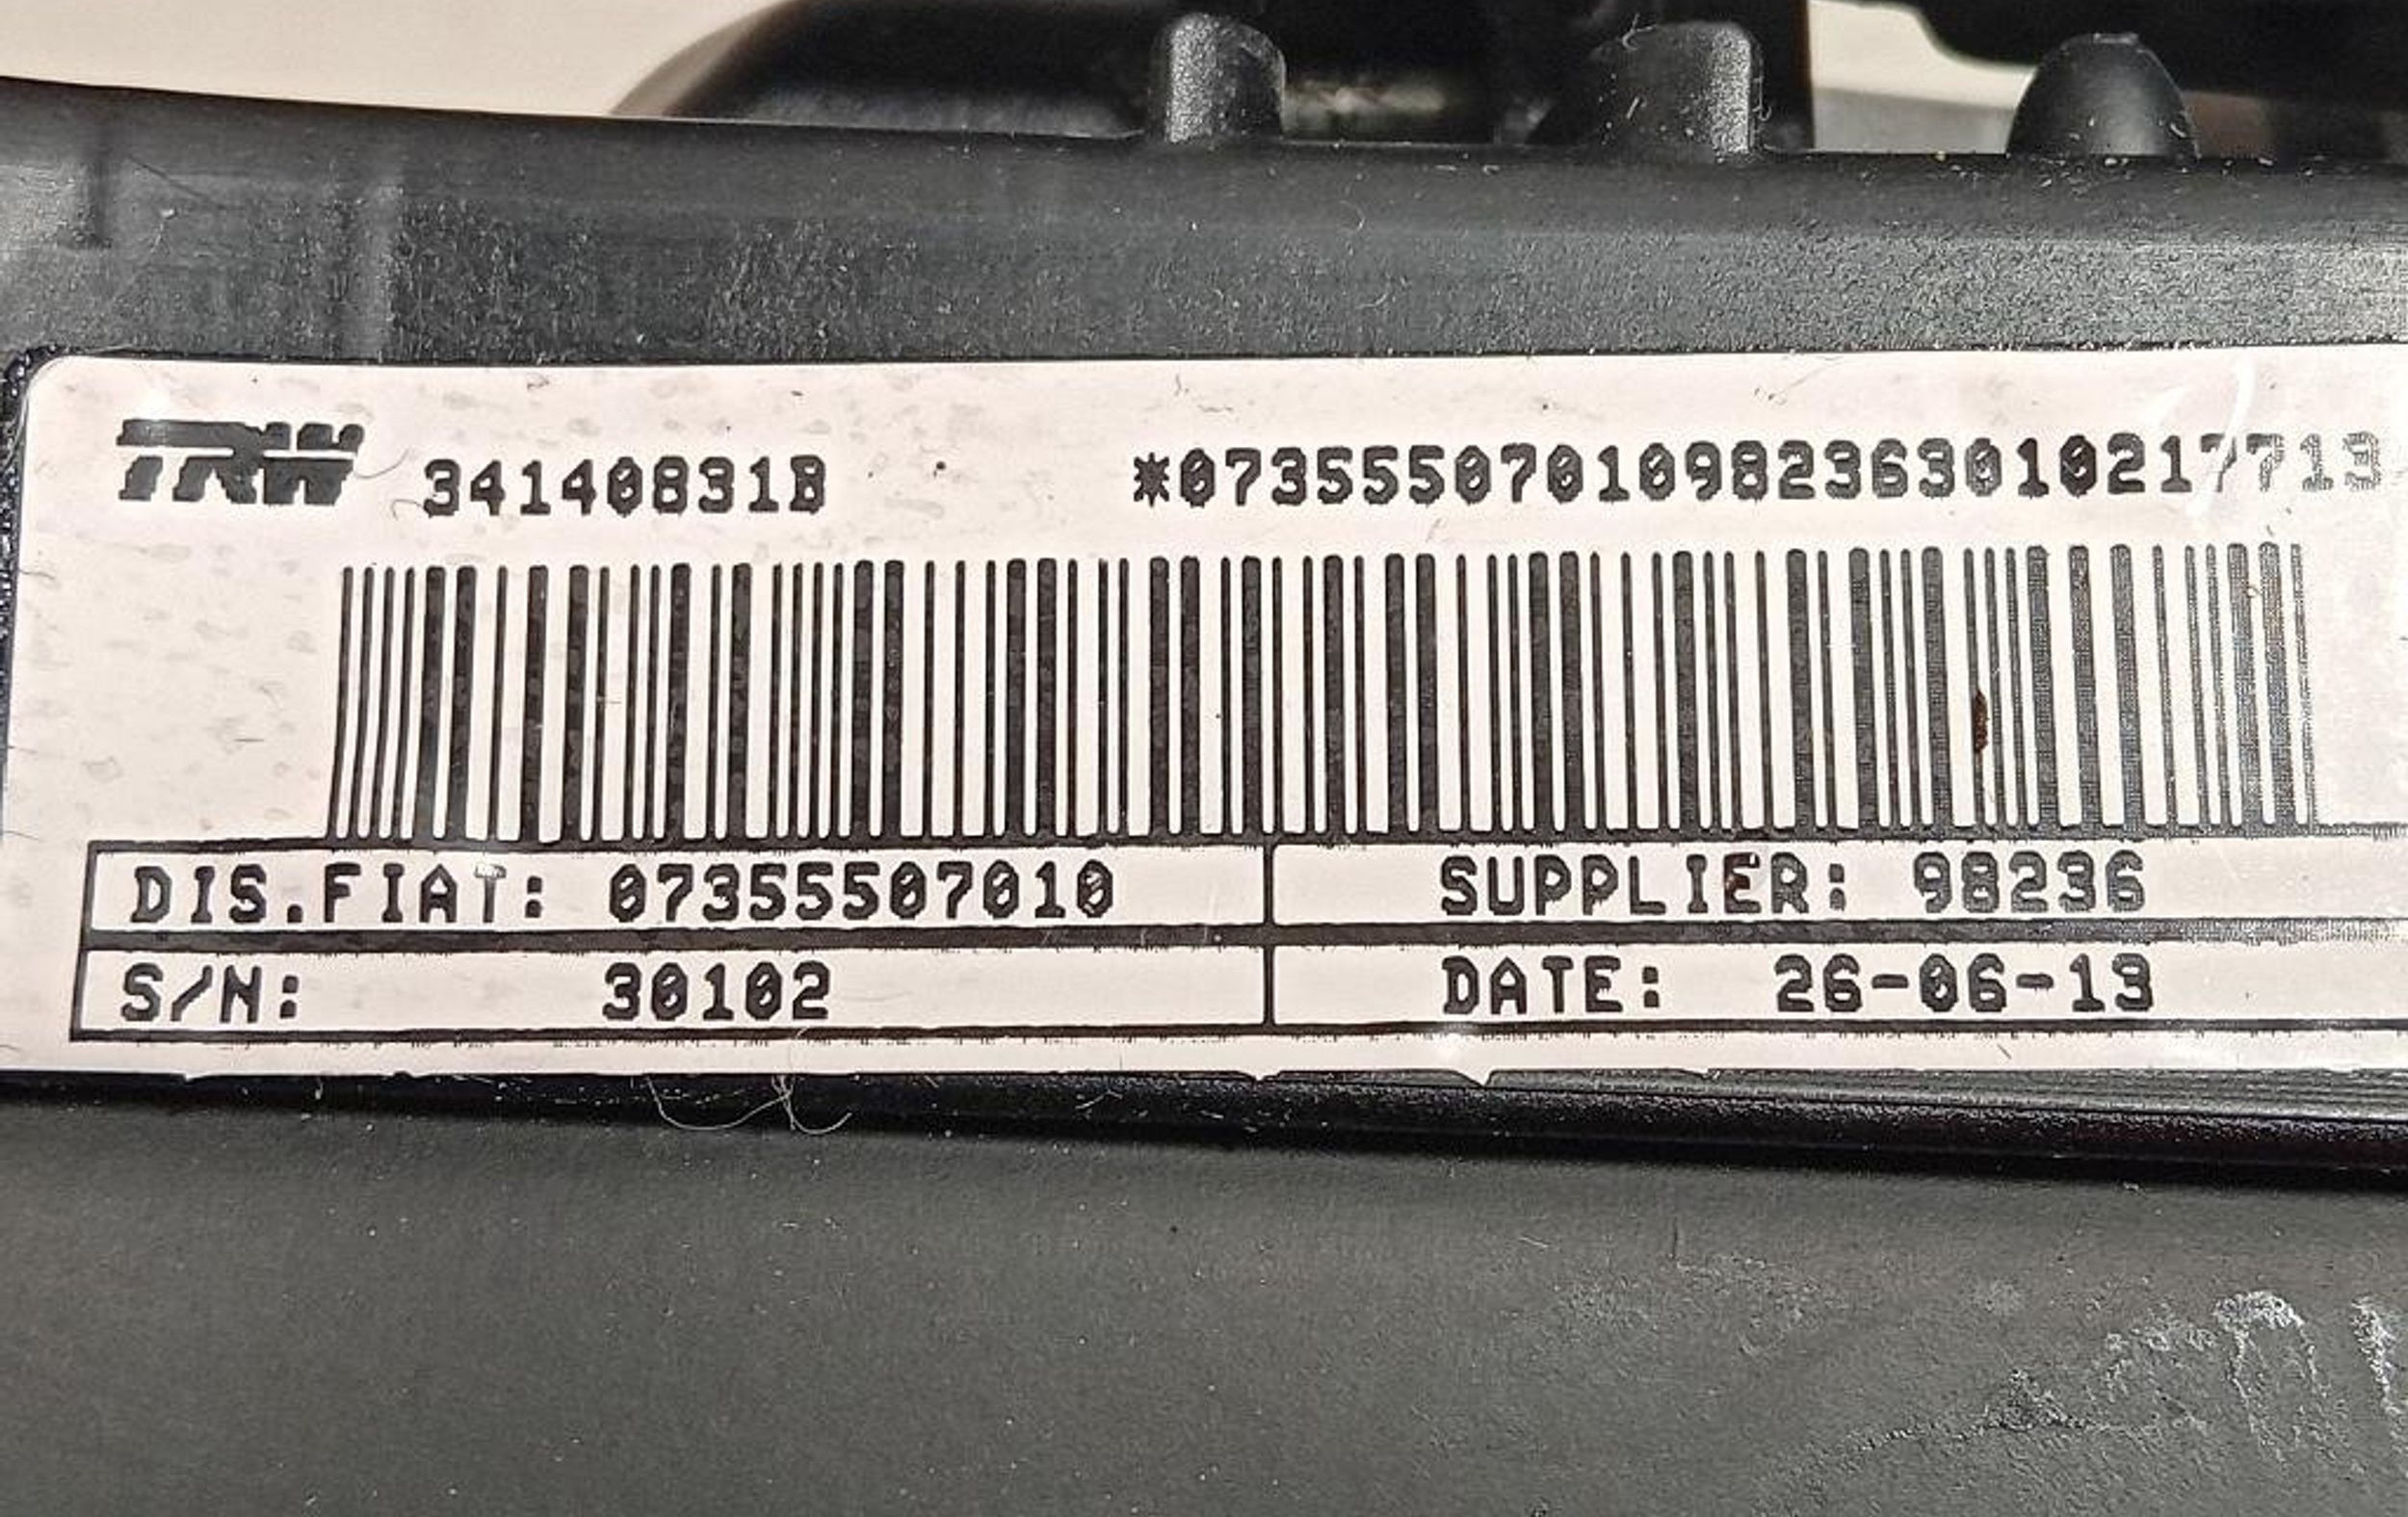 TRW 34140831B *07355507010982363010217713
DIS.FIAT: 07355507010 SUPPLIER: 98236
S/N: 30102 DATE: 26-06-13